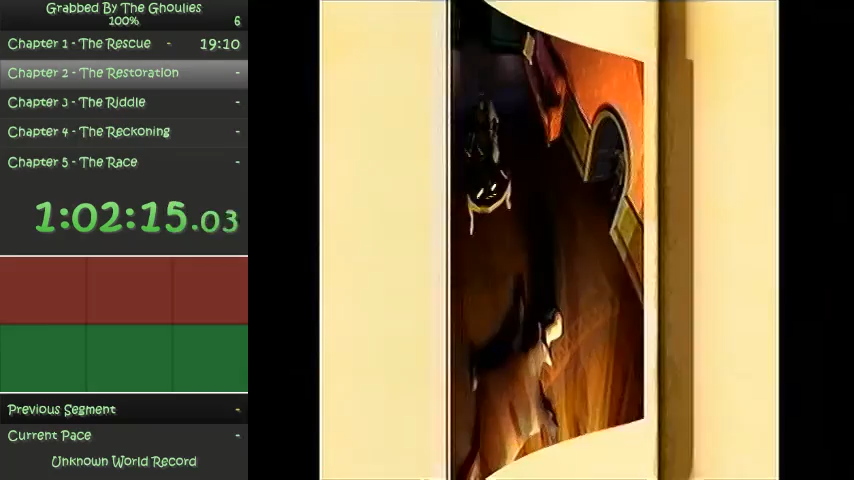 Grabbed By The Ghoulies
100% 6
Chapter 1 - The Rescue - 19:10
Chapter 2 - The Restoration -
Chapter 3 - The Riddle -
Chapter 4 - The Reckoning -
Chapter 5 - The Race -
1:02:15.03
Previous Segment -
Current Pace -
Unknown World Record